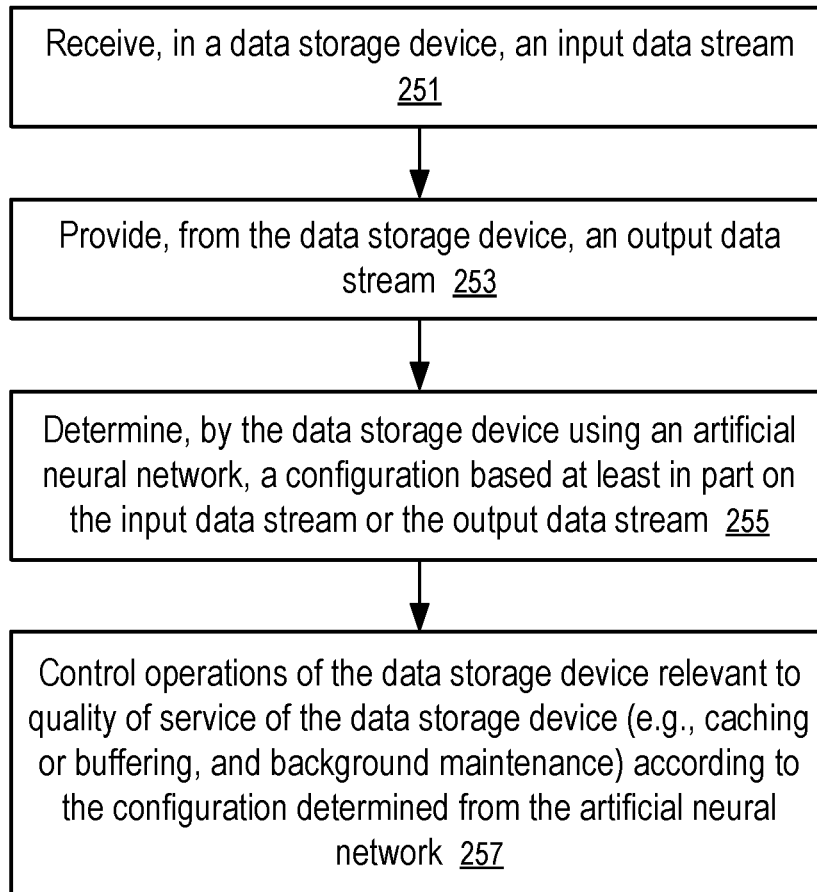 Receive, in a data storage device, an input data stream
251
Provide, from the data storage device, an output data
stream 253
Determine, by the data storage device using an artificial
neural network, a configuration based at least in part on
the input data stream or the output data stream 255
Control operations of the data storage device relevant to
quality of service of the data storage device (e.g., caching
or buffering, and background maintenance) according to
the configuration determined from the artificial neural
network 257